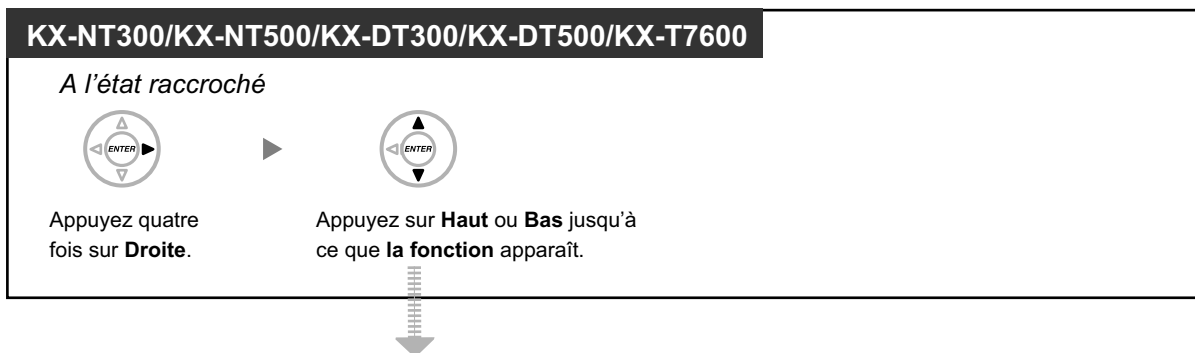 KX-NT300/KX-NT500/KX-DT300/KX-DT500/KX-T7600
A l’état raccroché
ENTER
ENTER
Appuyez quatre
fois sur Droite.
Appuyez sur Haut ou Bas jusqu’à
ce que la fonction apparaît.